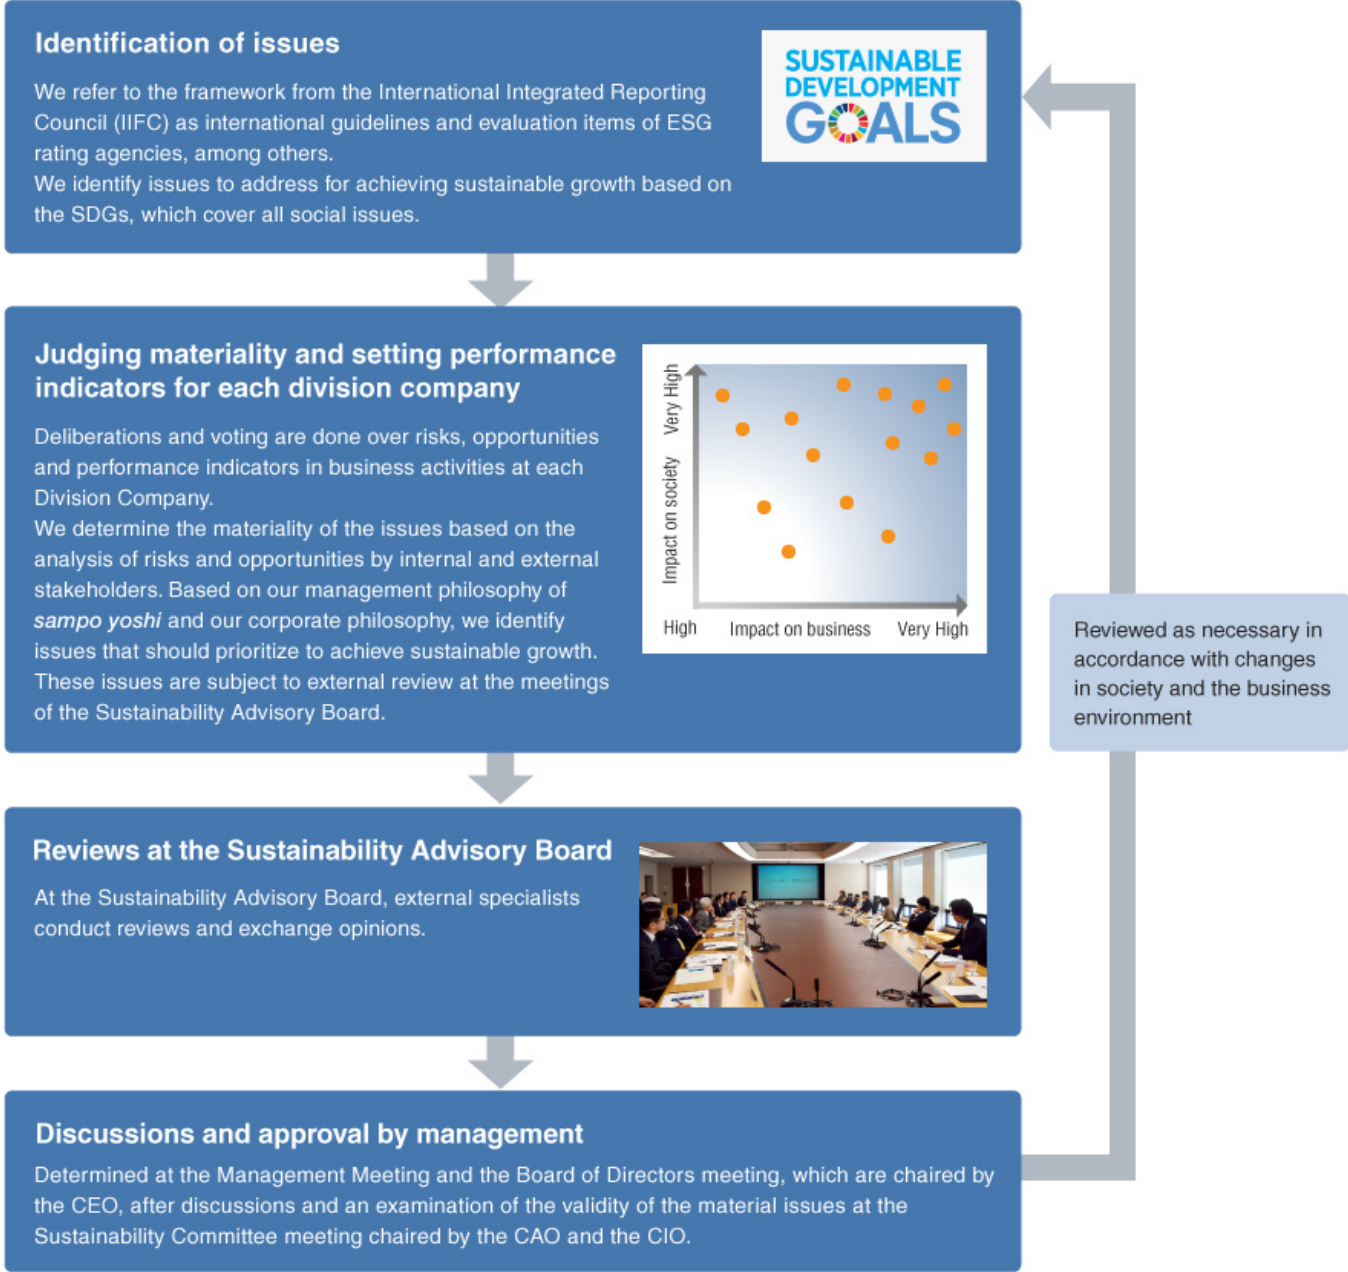 Identification of issues
We refer to the framework from the International Integrated Reporting
Council (IIFC) as international guidelines and evaluation items of ESG
rating agencies, among others.
We identify issues to address for achieving sustainable growth based on
the SDGs, which cover all social issues.
SUSTAINABLE
DEVELOPMENT
GOALS
Judging materiality and setting performance
indicators for each division company
Deliberations and voting are done over risks, opportunities
and performance indicators in business activities at each
Division Company.
We determine the materiality of the issues based on the
analysis of risks and opportunities by internal and external
stakeholders. Based on our management philosophy of
sampo yoshi and our corporate philosophy, we identify
issues that should prioritize to achieve sustainable growth.
These issues are subject to external review at the meetings
of the Sustainability Advisory Board.
Very High
Impact on society
High
Impact on business
Very High
Reviewed as necessary in
accordance with changes
in society and the business
environment
Reviews at the Sustainability Advisory Board
At the Sustainability Advisory Board, external specialists
conduct reviews and exchange opinions.
Discussions and approval by management
Determined at the Management Meeting and the Board of Directors meeting, which are chaired by
the CEO, after discussions and an examination of the validity of the material issues at the
Sustainability Committee meeting chaired by the CAO and the CIO.